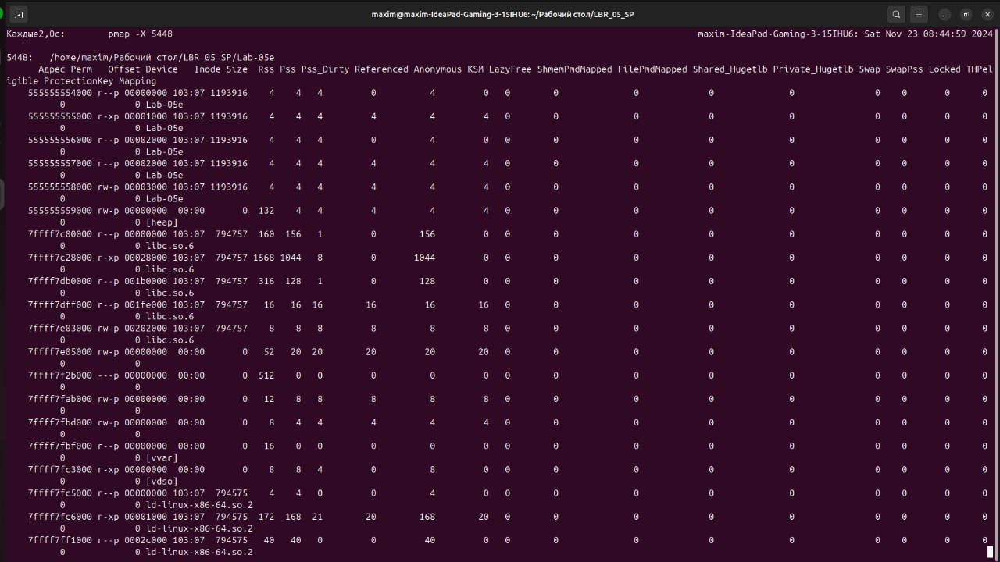 maxim@maxim-IdeaPad-Gaming-3-15IHU6: ~/Рабочий стол/LBR_05_SP
Каждые2,0с: pmap -X 5448 maxim-IdeaPad-Gaming-3-15IHU6: Sat Nov 23 08:44:59 2024
5448: /home/maxim/Рабочий стол/LBR_05_SP/Lab-05e
Адрес Perm Offset Device Inode Size Rss Pss Pss_Dirty Referenced Anonymous KSM LazyFree ShmemPmdMapped FilePmdMapped Shared_Hugetlb Private_Hugetlb Swap SwapPss Locked THPel
igible ProtectionKey Mapping
555555554000 r--p 00000000 103:07 1193916 4 4 4 0 4 0 0 0 0 0 0 0 0 0 0
0 0 Lab-05e
555555555000 r-xp 00001000 103:07 1193916 4 4 4 4 4 4 0 0 0 0 0 0 0 0 0
0 0 Lab-05e
555555556000 r--p 00002000 103:07 1193916 4 4 4 0 4 0 0 0 0 0 0 0 0 0 0
0 0 Lab-05e
555555557000 r--p 00002000 103:07 1193916 4 4 4 4 4 4 0 0 0 0 0 0 0 0 0
0 0 Lab-05e
555555558000 rw-p 00003000 103:07 1193916 4 4 4 4 4 4 0 0 0 0 0 0 0 0 0
0 0 Lab-05e
555555559000 rw-p 00000000 00:00 0 132 4 4 4 4 4 0 0 0 0 0 0 0 0 0
0 0 [heap]
7ffff7c00000 r--p 00000000 103:07 794757 160 156 1 0 156 0 0 0 0 0 0 0 0 0 0
0 0 libc.so.6
7ffff7c28000 r-xp 00028000 103:07 794757 1568 1044 8 0 1044 0 0 0 0 0 0 0 0 0 0
0 0 libc.so.6
7ffff7db0000 r--p 001b0000 103:07 794757 316 128 1 0 128 0 0 0 0 0 0 0 0 0 0
0 0 libc.so.6
7ffff7dff000 r--p 001fe000 103:07 794757 16 16 16 16 16 16 0 0 0 0 0 0 0 0 0
0 0 libc.so.6
7ffff7e03000 rw-p 00202000 103:07 794757 8 8 8 8 8 8 0 0 0 0 0 0 0 0 0
0 0 libc.so.6
7ffff7e05000 rw-p 00000000 00:00 0 52 20 20 20 20 20 0 0 0 0 0 0 0 0 0
0 0
7ffff7f2b000 ---p 00000000 00:00 0 512 0 0 0 0 0 0 0 0 0 0 0 0 0 0
0 0
7ffff7fab000 rw-p 00000000 00:00 0 12 8 8 8 8 8 0 0 0 0 0 0 0 0 0
0 0
7ffff7fbd000 rw-p 00000000 00:00 0 8 4 4 4 4 4 0 0 0 0 0 0 0 0 0
0 0
7ffff7fbf000 r--p 00000000 00:00 0 16 0 0 0 0 0 0 0 0 0 0 0 0 0 0
0 0 [vvar]
7ffff7fc3000 r-xp 00000000 00:00 0 8 8 4 0 8 0 0 0 0 0 0 0 0 0 0
0 0 [vdso]
7ffff7fc5000 r--p 00000000 103:07 794575 4 4 0 0 4 0 0 0 0 0 0 0 0 0 0
0 0 ld-linux-x86-64.so.2
7ffff7fc6000 r-xp 00001000 103:07 794575 172 168 21 20 168 20 0 0 0 0 0 0 0 0 0
0 0 ld-linux-x86-64.so.2
7ffff7ff1000 r--p 0002c000 103:07 794575 40 40 0 0 40 0 0 0 0 0 0 0 0 0 0
0 0 ld-linux-x86-64.so.2